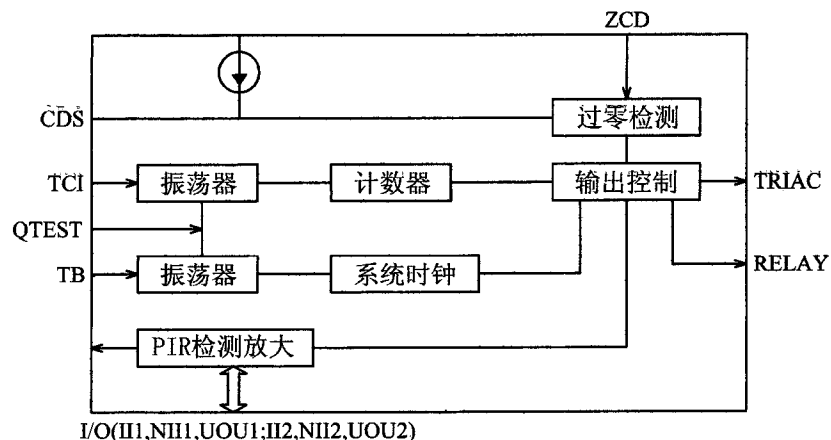 ZCD
CDS
过零检测
TCI
振荡器
计数器
输出控制
TRIAC
QTEST
TB
振荡器
系统时钟
RELAY
PIR检测放大
I/O(II1,NII1,UOU1;II2,NII2,UOU2)